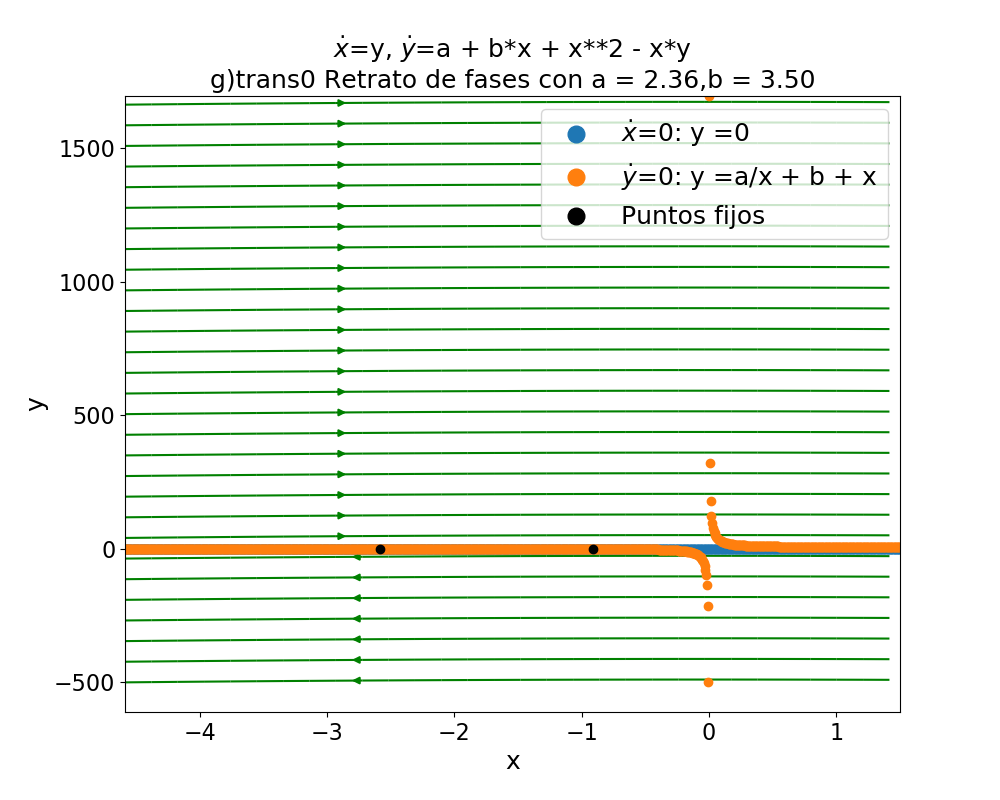 ẋ=y, ẏ=a + b*x + x**2 - x*y
g)trans0 Retrato de fases con a = 2.36,b = 3.50
ẋ=0: y =0
ẏ=0: y =a/x + b + x
Puntos fijos
1500
1000
500
0
−500
y
−4 −3 −2 −1 0 1
x